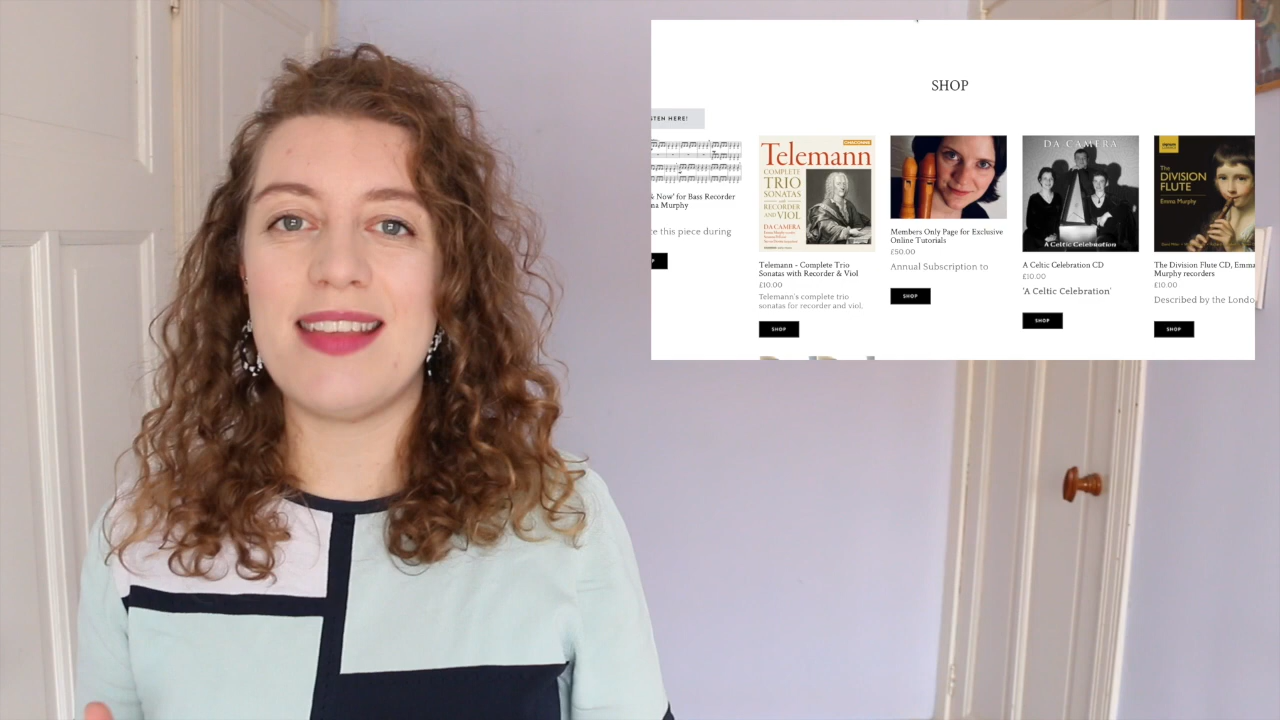 SHOP
STEN HERE!
Telemann
COMPLETE
TRIO
SONATAS
with
RECORDER
AND VIOL
DA CAMERA
DA CAMERA
A Celtic Celebration
The
DIVISION
FLUTE
Emma Murphy
& Now' for Bass Recorder
ma Murphy
te this piece during
P
Telemann - Complete Trio
Sonatas with Recorder & Viol
£10.00
Telemann's complete trio
sonatas for recorder and viol.
SHOP
Members Only Page for Exclusive
Online Tutorials
£50.00
Annual Subscription to
SHOP
A Celtic Celebration CD
£10.00
'A Celtic Celebration'
SHOP
The Division Flute CD, Emma
Murphy recorders
£10.00
Described by the Londo
SHOP